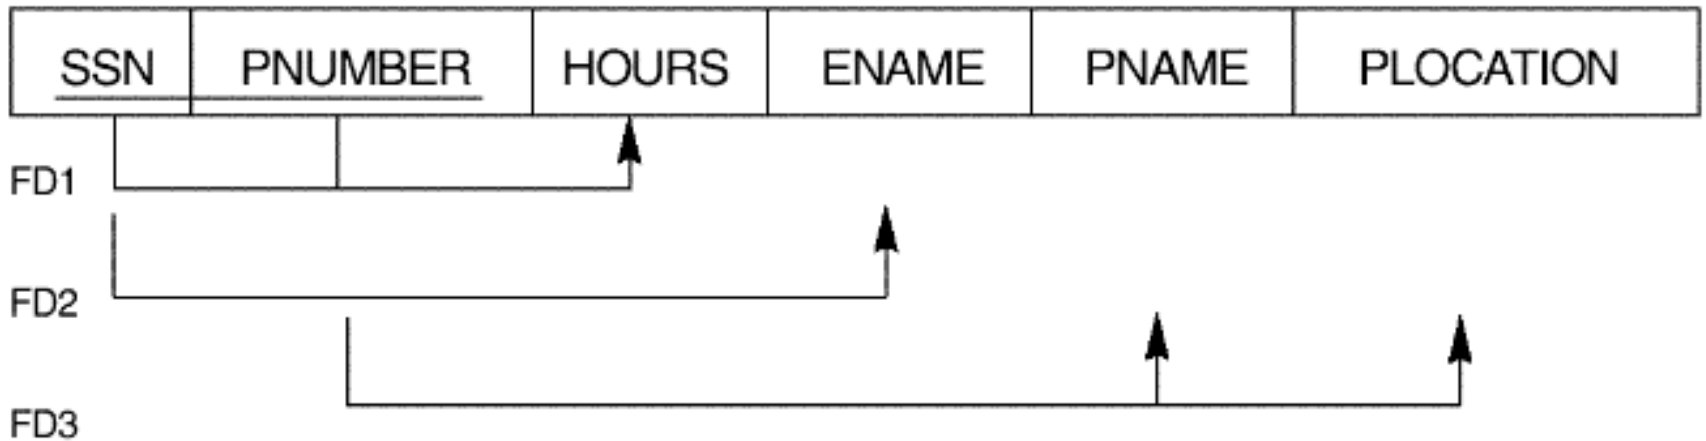 SSN PNUMBER HOURS ENAME PNAME PLOCATION
FD1
FD2
FD3